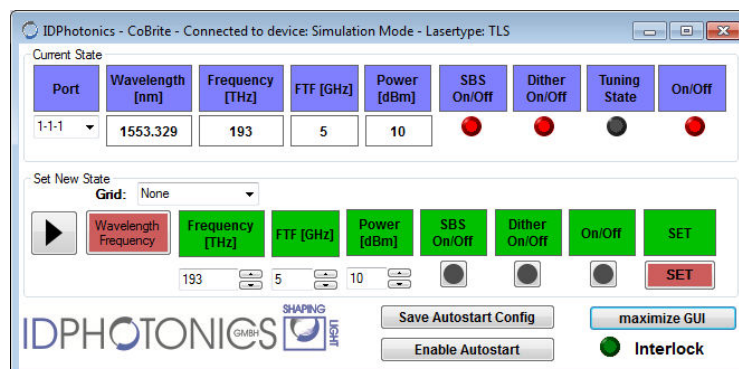 IDPhotonics - CoBrite - Connected to device: Simulation Mode - Lasertype: TLS
Current State
Port Wavelength [nm] Frequency [THz] FTF [GHz] Power [dBm] SBS On/Off Dither On/Off Tuning State On/Off
1-1-1 1553.329 193 5 10
Set New State
Grid: None
Wavelength Frequency Frequency [THz] FTF [GHz] Power [dBm] SBS On/Off Dither On/Off On/Off SET
193 5 10 SET
IDPHOTONICS GMBH SHAPING LIGHT
Save Autostart Config maximize GUI
Enable Autostart Interlock